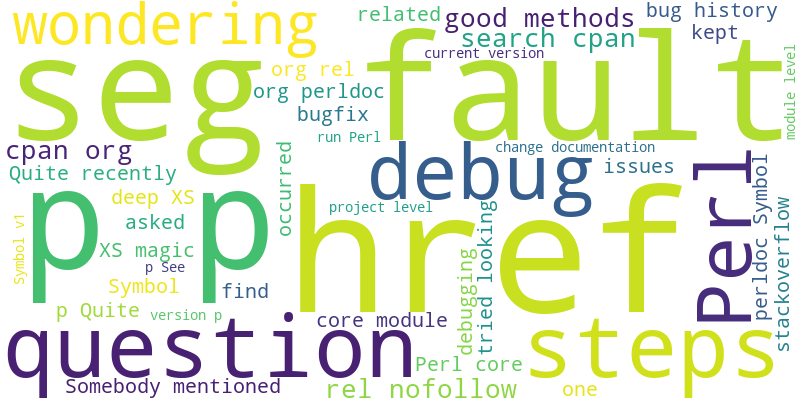 wondering
related
good methods
bug history
search cpan
kept
current version
seg fault
org rel
org perldoc
bugfix
run Perl
module level
cpan org
Quite recently
occurred
debug
change documentation
issues
Perl
perldoc Symbol
p p
href
deep XS
asked
project level
XS magic
p See
Symbol v1
Symbol
find
tried looking
stackoverflow
debugging
p Quite
version p
core module
question
steps
Perl core
Somebody mentioned
rel nofollow
one